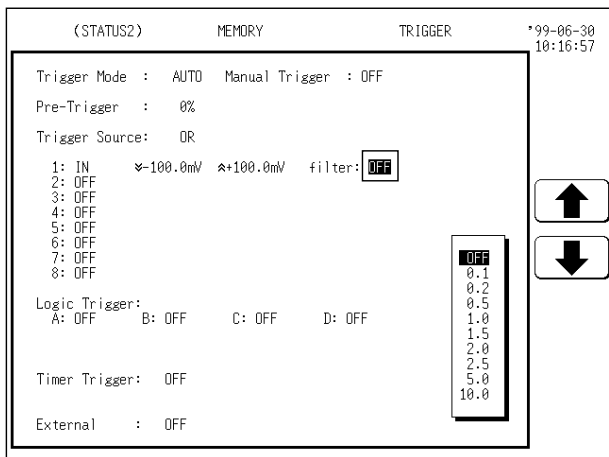 (STATUS2) MEMORY TRIGGER '99-06-30
10:16:57
Trigger Mode : AUTO Manual Trigger : OFF
Pre-Trigger : 0%
Trigger Source: OR
1: IN ⩔-100.0mV ⩓+100.0mV filter: OFF
2: OFF
3: OFF
4: OFF
5: OFF
6: OFF
7: OFF
8: OFF
Logic Trigger:
A: OFF B: OFF C: OFF D: OFF
Timer Trigger: OFF
External : OFF
OFF
0.1
0.2
0.5
1.0
1.5
2.0
2.5
5.0
10.0